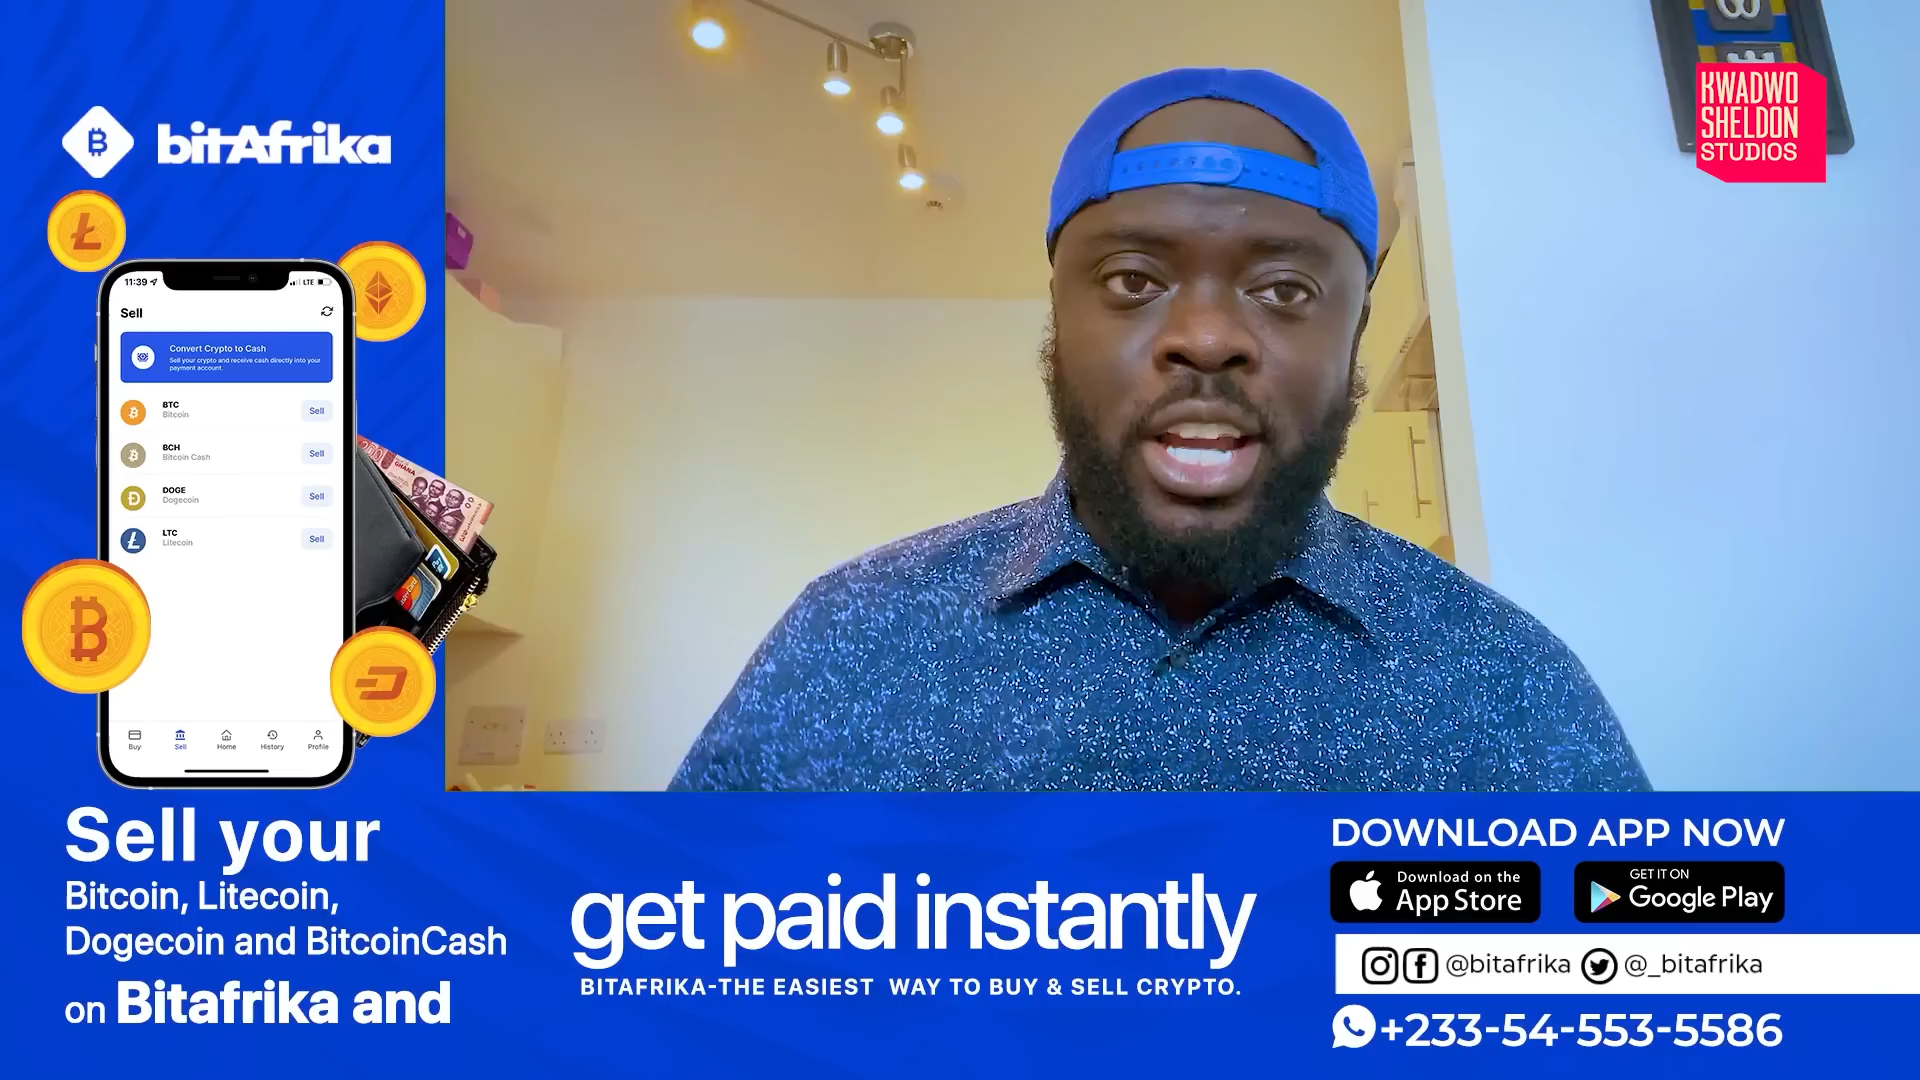 bitAfrika
KWADWO
SHELDON
STUDIOS
11:39
LTE
Sell
Convert Crypto to Cash
Sell your crypto and receive cash directly into your
payment account.
BTC
Bitcoin
Sell
BCH
Bitcoin Cash
Sell
DOGE
Dogecoin
Sell
LTC
Litecoin
Sell
GHANA
Buy
Sell
Home
History
Profile
Sell your
Bitcoin, Litecoin,
Dogecoin and BitcoinCash
on Bitafrika and
get paid instantly
BITAFRIKA-THE EASIEST WAY TO BUY & SELL CRYPTO.
DOWNLOAD APP NOW
Download on the
App Store
GET IT ON
Google Play
@bitafrika @_bitafrika
+233-54-553-5586